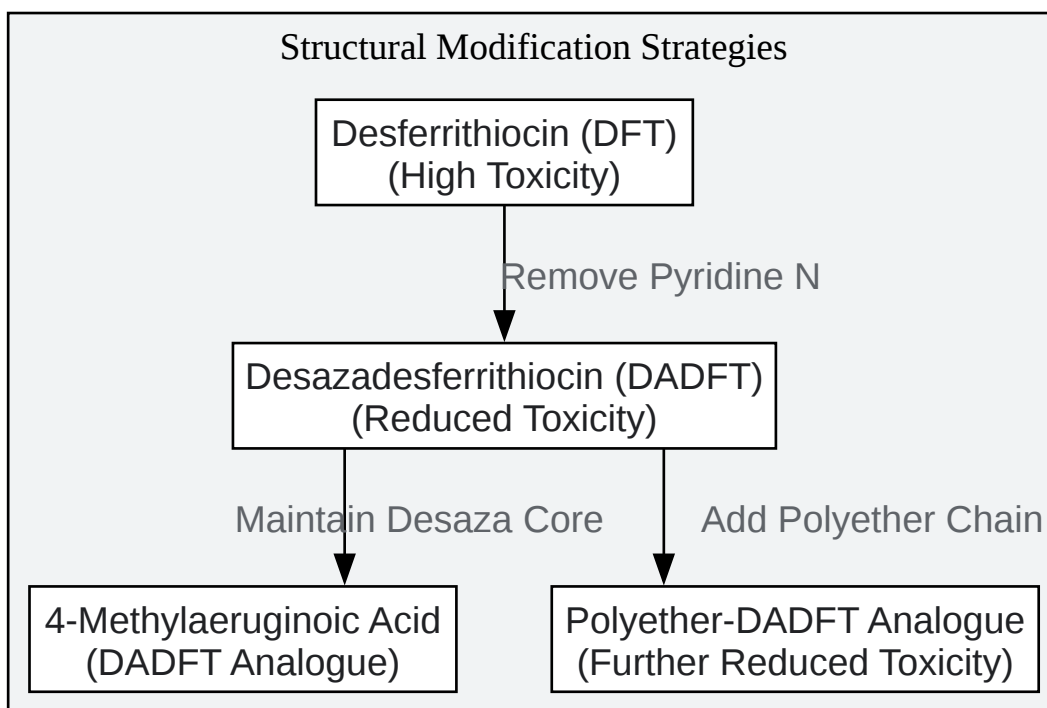 Structural Modification Strategies
Desferrithiocin (DFT)
(High Toxicity)
Remove Pyridine N
Desazadesferrithiocin (DADFT)
(Reduced Toxicity)
Maintain Desaza Core
Add Polyether Chain
4-Methylaeruginoic Acid
(DADFT Analogue)
Polyether-DADFT Analogue
(Further Reduced Toxicity)